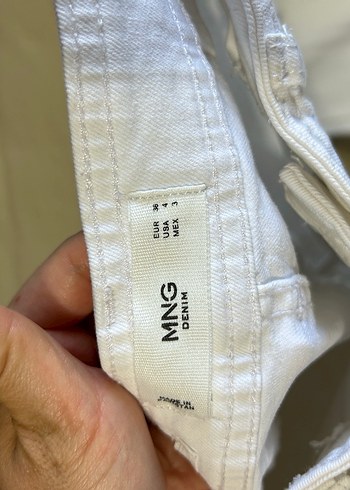 EUR 36
USA 4
MEX 3
MNG
DENIM
MADE IN